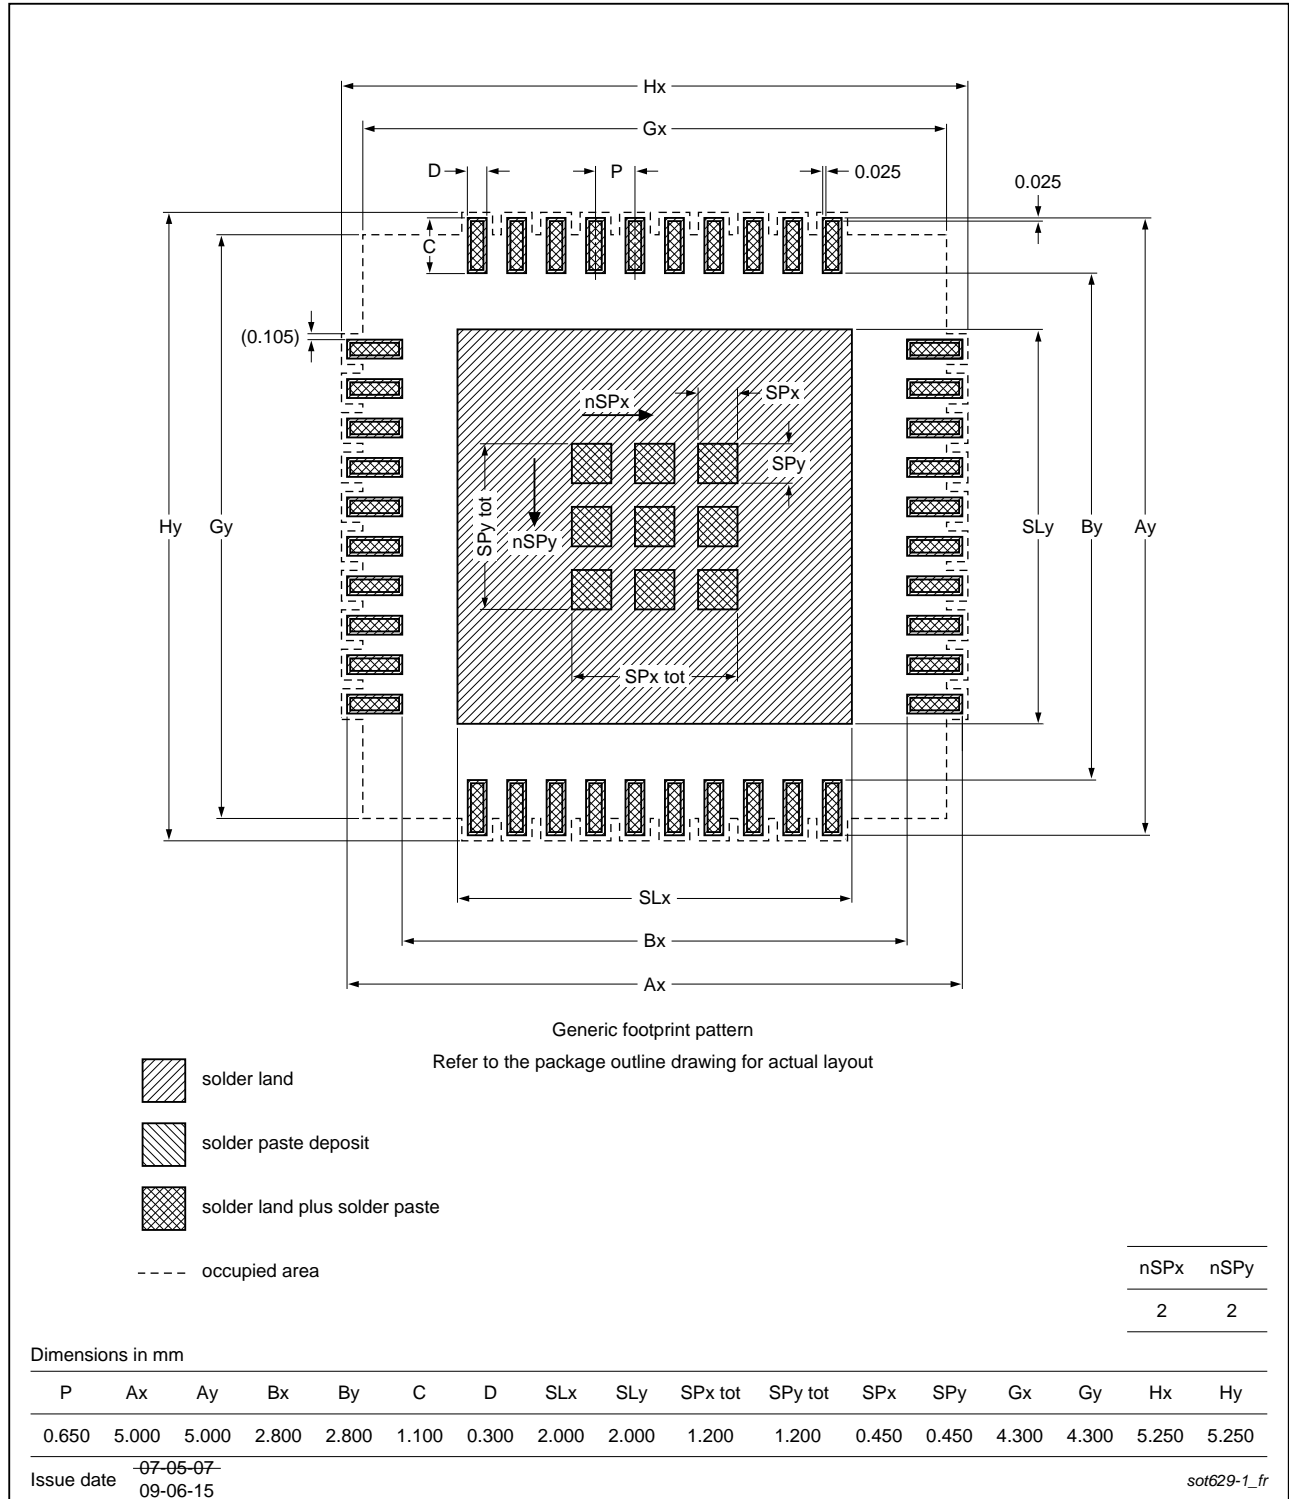 Hx
Gx
D
P
0.025
0.025
C
(0.105)
nSPx
SPx
SPy
SPy tot
nSPy
Hy
Gy
SLy
By
Ay
SPx tot
SLx
Bx
Ax
Generic footprint pattern
Refer to the package outline drawing for actual layout
solder land
solder paste deposit
solder land plus solder paste
occupied area
nSPx nSPy
2 2
Dimensions in mm
P Ax Ay Bx By C D SLx SLy SPx tot SPy tot SPx SPy Gx Gy Hx Hy
0.650 5.000 5.000 2.800 2.800 1.100 0.300 2.000 2.000 1.200 1.200 0.450 0.450 4.300 4.300 5.250 5.250
Issue date 07-05-07
09-06-15
sot629-1_fr